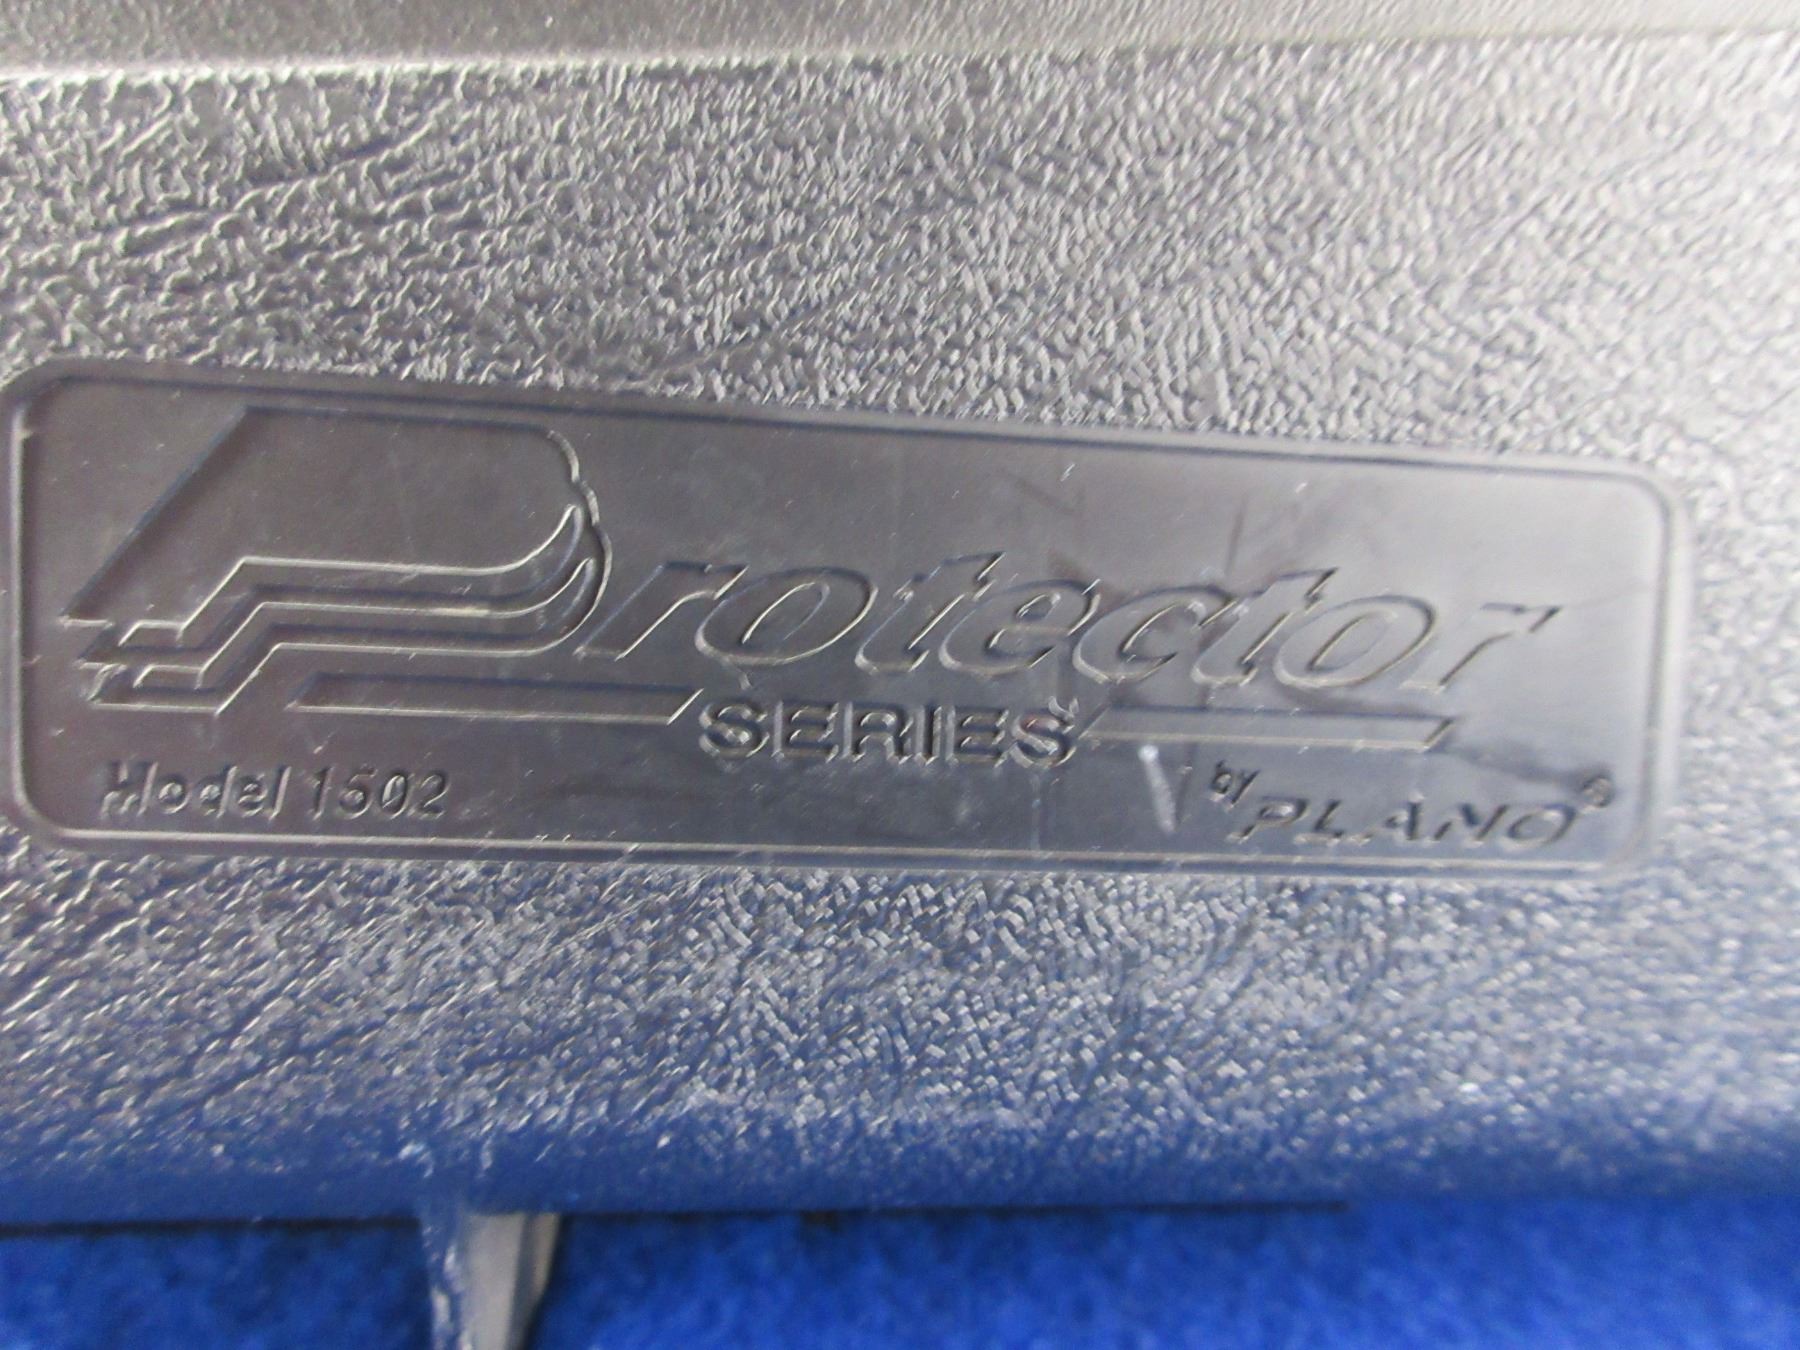 Protector
SERIES
Model 1502
by PLANO®